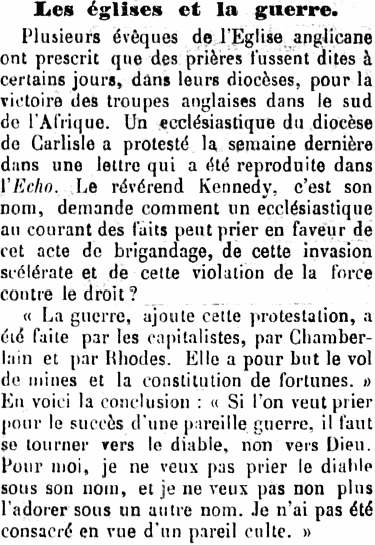 Les églises et la guerre.
Plusieurs évêques de l'Eglise anglicane
ont prescrit que des prières fussent dites à
certains jours, dans leurs diocèses, pour la
victoire des troupes anglaises dans le sud
de l'Afrique. Un ecclésiastique du diocèse
de Carlisle a protesté la semaine dernière
dans une lettre qui a été reproduite dans
l'Echo. Le révérend Kennedy, c'est son
nom, demande comment un ecclésiastique
au courant des faits peut prier en faveur de
cet acte de brigandage, de cette invasion
scélérate et de cette violation de la force
contre le droit ?
« La guerre, ajoute cette protestation, a
été faite par les capitalistes, par Chamber-
lain et par Rhodes. Elle a pour but le vol
de mines et la constitution de fortunes. »
En voici la conclusion : « Si l'on veut prier
pour le succès d'une pareille guerre, il faut
se tourner vers le diable, non vers Dieu.
Pour moi, je ne veux pas prier le diable
sous son nom, et je ne veux pas non plus
l'adorer sous un autre nom. Je n'ai pas été
consacré en vue d'un pareil culte. »